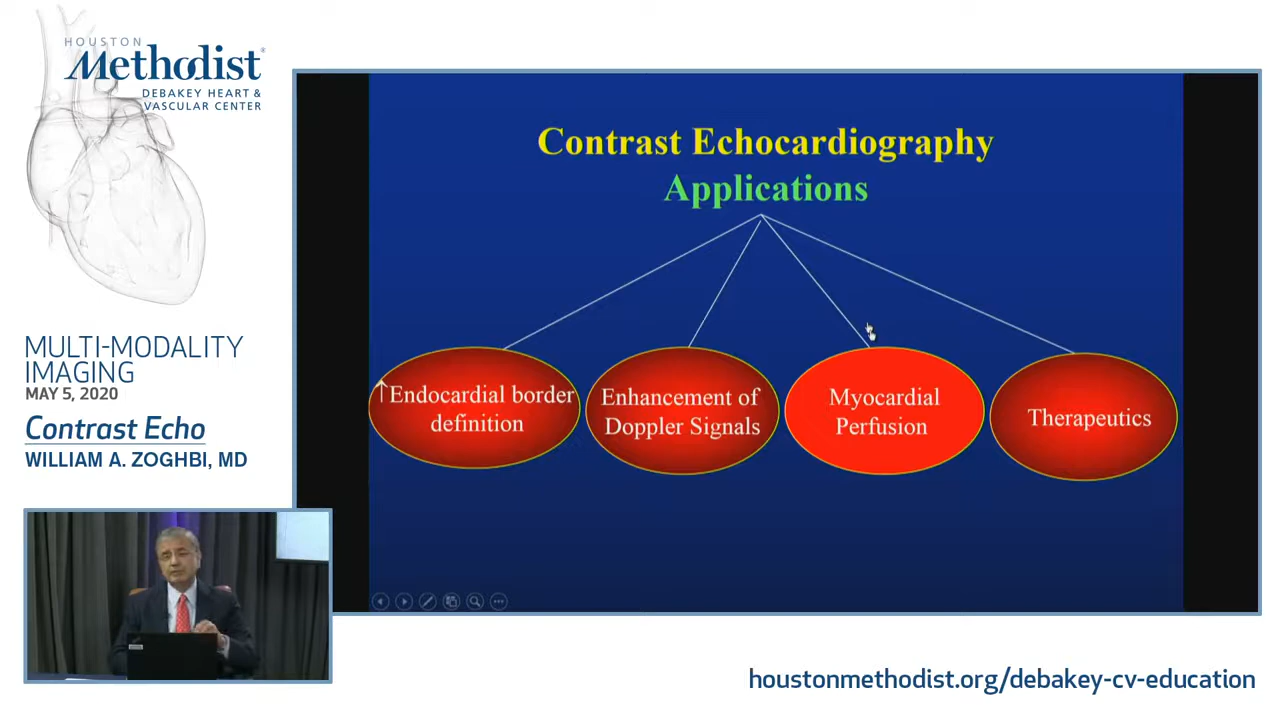 HOUSTON
Methodist®
DEBAKEY HEART &
VASCULAR CENTER
MULTI-MODALITY
IMAGING
MAY 5, 2020
Contrast Echo
WILLIAM A. ZOGHBI, MD
Contrast Echocardiography
Applications
↑Endocardial border
definition
Enhancement of
Doppler Signals
Myocardial
Perfusion
Therapeutics
houstonmethodist.org/debakey-cv-education